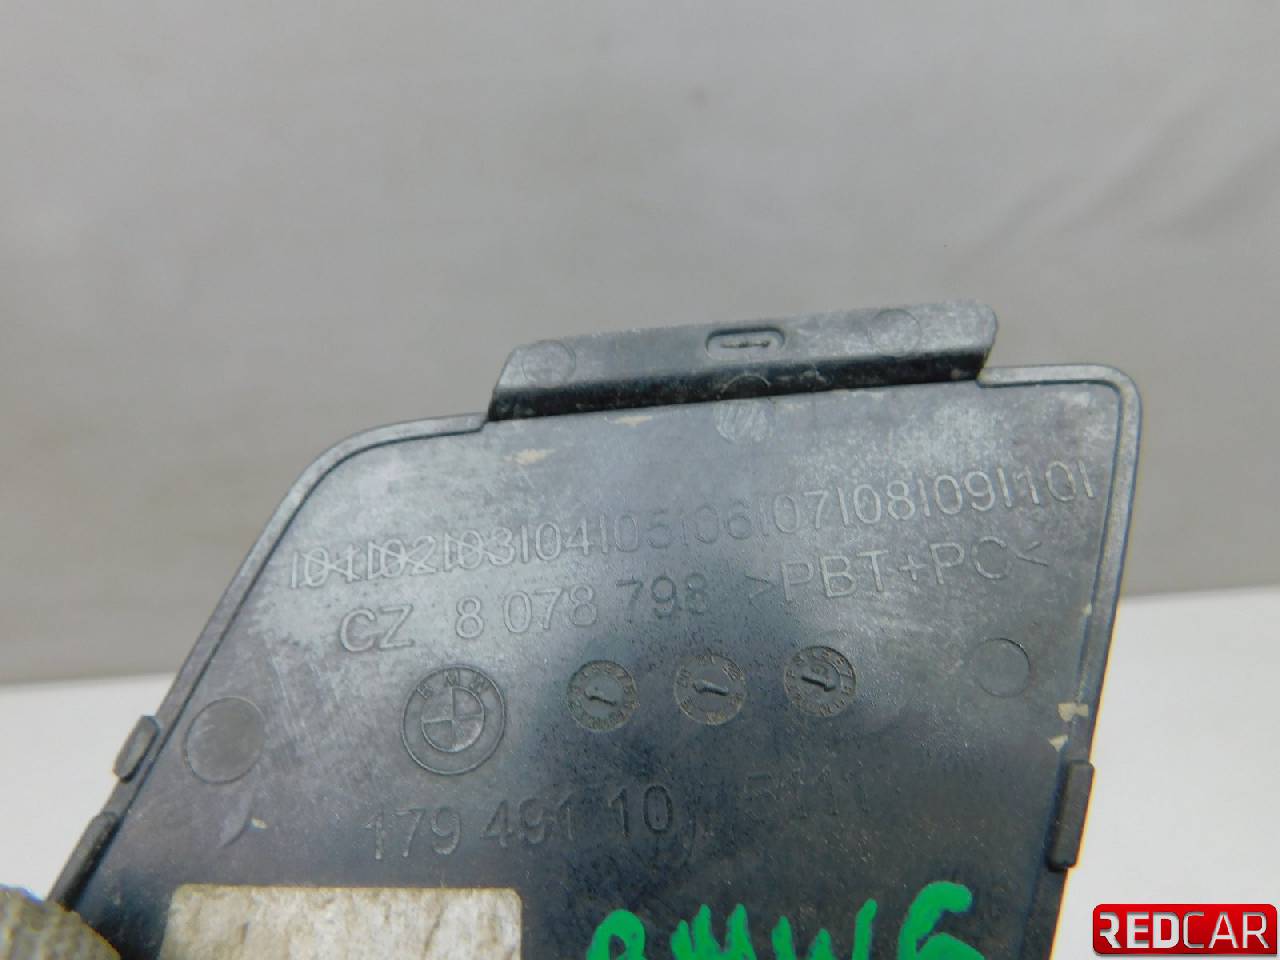 |01|02|03|04|05|06|07|08|09|10|
CZ 8 078 798 >PBT+PC<
BMW
179 491 10
BMW
REDCAR